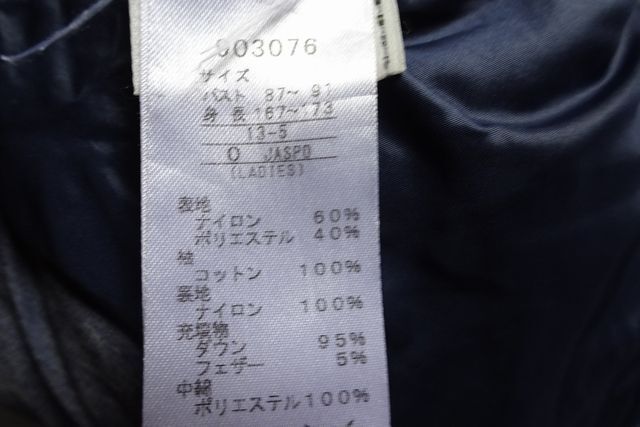 903076
サイズ
バスト 87〜 91
身長 167〜173
13-5
O JASPO
(LADIES)
表地
ナイロン 60%
ポリエステル 40%
袖
コットン 100%
裏地
ナイロン 100%
充填物
ダウン 95%
フェザー 5%
中綿
ポリエステル100%